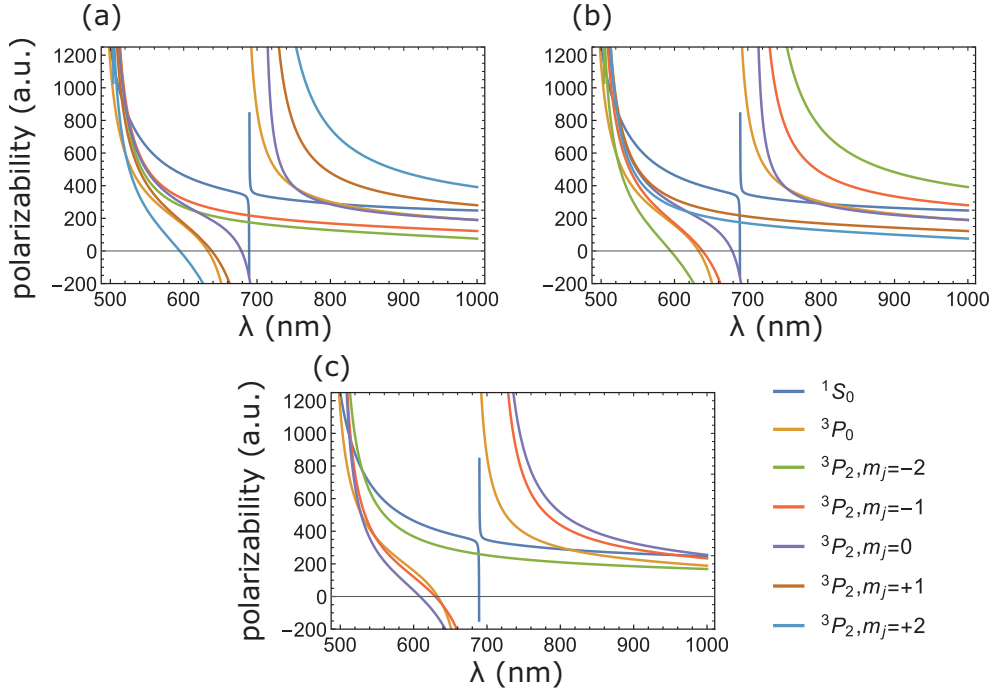 (a)
polarizability (a.u.)
1200
1000
800
600
400
200
0
−200
500
600
700
800
900
1000
λ (nm)
(b)
polarizability (a.u.)
1200
1000
800
600
400
200
0
−200
500
600
700
800
900
1000
λ (nm)
(c)
polarizability (a.u.)
1200
1000
800
600
400
200
0
−200
500
600
700
800
900
1000
λ (nm)
¹S₀
³P₀
³P₂,mⱼ=−2
³P₂,mⱼ=−1
³P₂,mⱼ=0
³P₂,mⱼ=+1
³P₂,mⱼ=+2